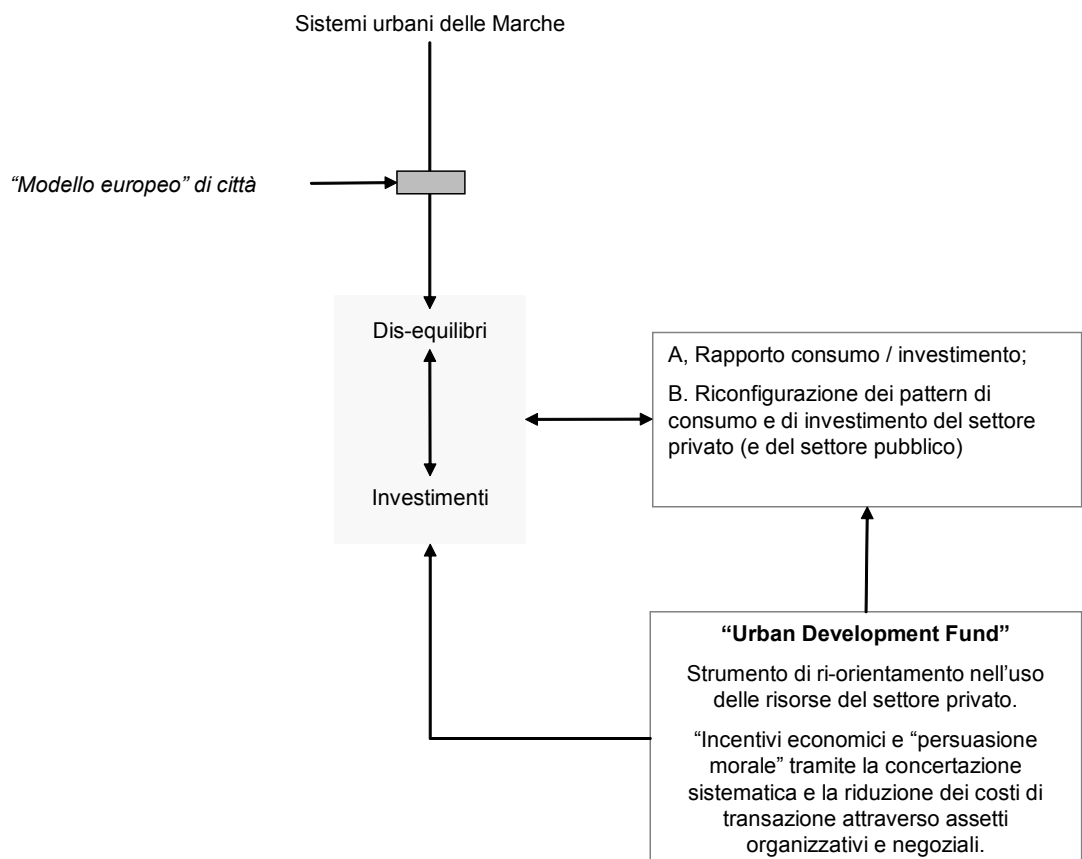 Sistemi urbani delle Marche
“Modello europeo” di città
Dis-equilibri
Investimenti
A, Rapporto consumo / investimento;
B. Riconfigurazione dei pattern di
consumo e di investimento del settore
privato (e del settore pubblico)
“Urban Development Fund”
Strumento di ri-orientamento nell’uso
delle risorse del settore privato.
“Incentivi economici e “persuasione
morale” tramite la concertazione
sistematica e la riduzione dei costi di
transazione attraverso assetti
organizzativi e negoziali.